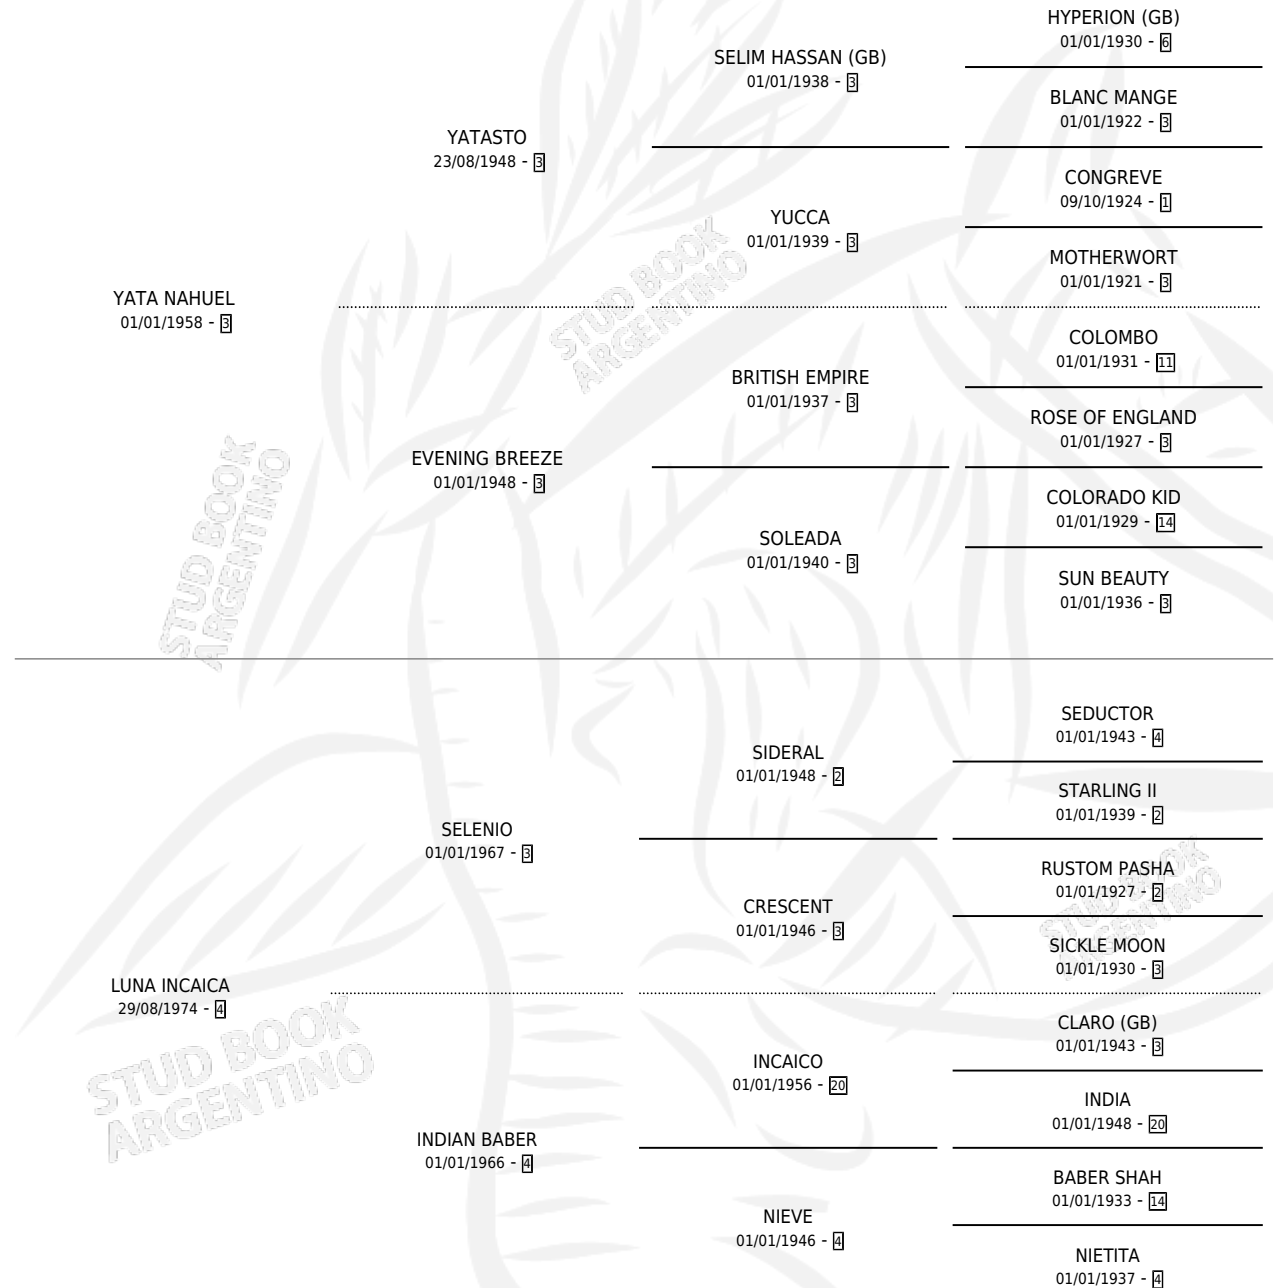 HYPERION (GB)
01/01/1930 - 6
SELIM HASSAN (GB)
01/01/1938 - 3
BLANC MANGE
01/01/1922 - 3
YATASTO
23/08/1948 - 3
CONGREVE
09/10/1924 - 1
YUCCA
01/01/1939 - 3
MOTHERWORT
01/01/1921 - 3
YATA NAHUEL
01/01/1958 - 3
COLOMBO
01/01/1931 - 11
BRITISH EMPIRE
01/01/1937 - 3
ROSE OF ENGLAND
01/01/1927 - 3
EVENING BREEZE
01/01/1948 - 3
COLORADO KID
01/01/1929 - 14
SOLEADA
01/01/1940 - 3
SUN BEAUTY
01/01/1936 - 3
STUD BOOK
ARGENTINO
STUD BOOK
ARGENTINO
SEDUCTOR
01/01/1943 - 4
SIDERAL
01/01/1948 - 2
STARLING II
01/01/1939 - 2
SELENIO
01/01/1967 - 3
RUSTOM PASHA
01/01/1927 - 2
CRESCENT
01/01/1946 - 3
SICKLE MOON
01/01/1930 - 3
LUNA INCAICA
29/08/1974 - 4
CLARO (GB)
01/01/1943 - 3
INCAICO
01/01/1956 - 20
INDIA
01/01/1948 - 20
INDIAN BABER
01/01/1966 - 4
BABER SHAH
01/01/1933 - 14
NIEVE
01/01/1946 - 4
NIETITA
01/01/1937 - 4
STUD BOOK
ARGENTINO
STUD BOOK
ARGENTINO